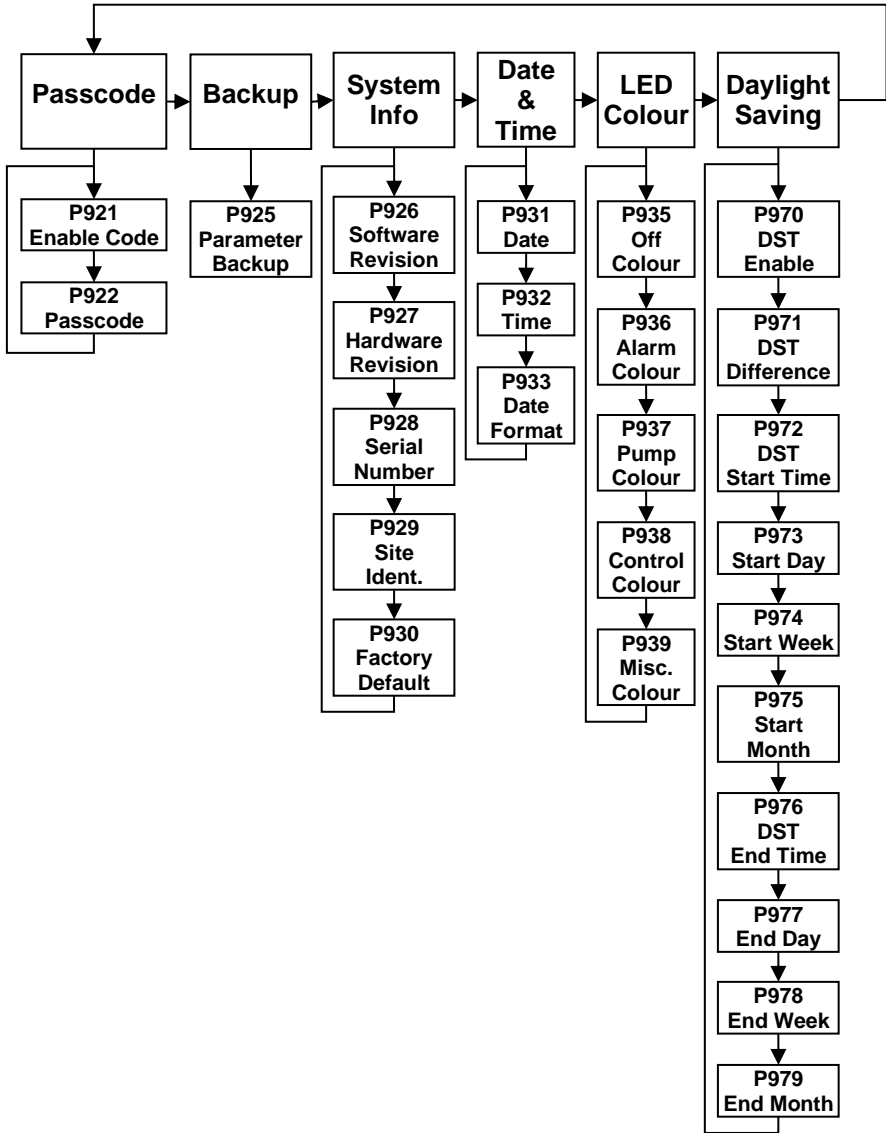 Passcode
Backup
System
Info
Date
&
Time
LED
Colour
Daylight
Saving
P921
Enable Code
P922
Passcode
P925
Parameter
Backup
P926
Software
Revision
P927
Hardware
Revision
P928
Serial
Number
P929
Site
Ident.
P930
Factory
Default
P931
Date
P932
Time
P933
Date
Format
P935
Off
Colour
P936
Alarm
Colour
P937
Pump
Colour
P938
Control
Colour
P939
Misc.
Colour
P970
DST
Enable
P971
DST
Difference
P972
DST
Start Time
P973
Start Day
P974
Start Week
P975
Start
Month
P976
DST
End Time
P977
End Day
P978
End Week
P979
End Month